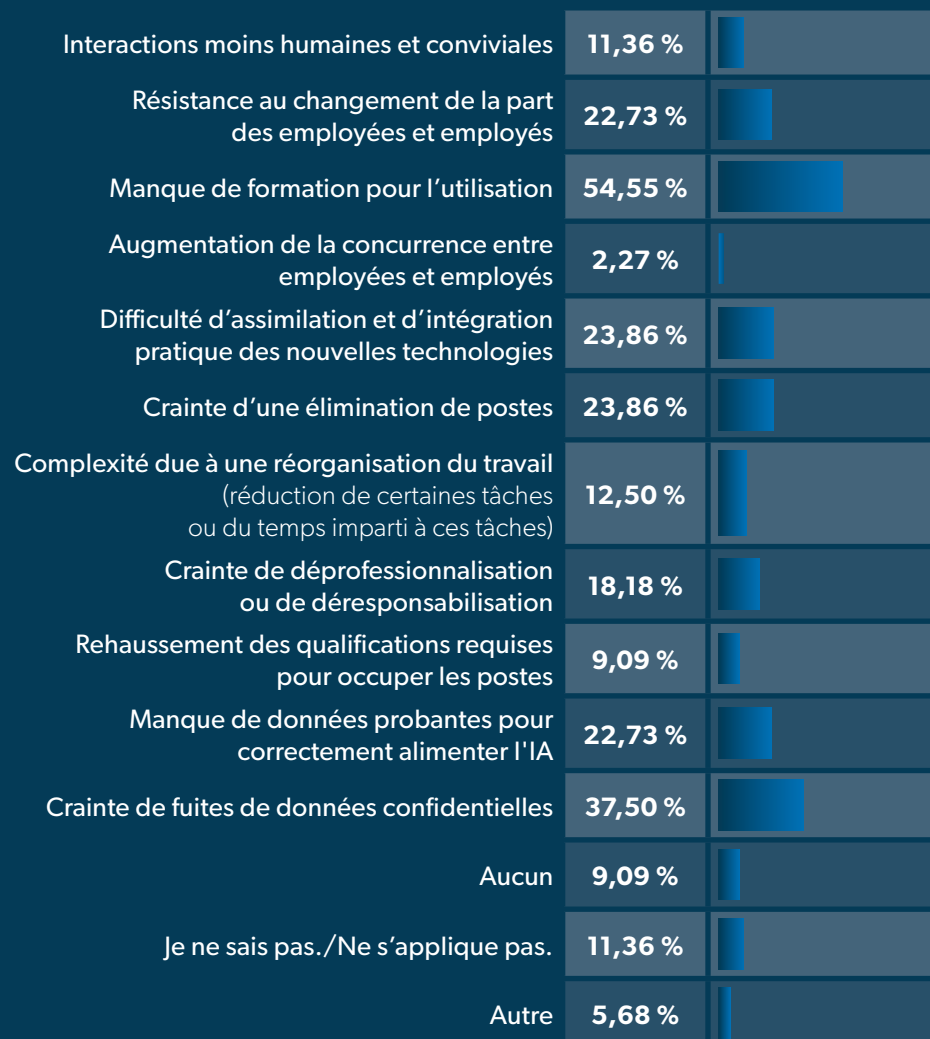 Interactions moins humaines et conviviales 11,36 %
Résistance au changement de la part
des employées et employés 22,73 %
Manque de formation pour l’utilisation 54,55 %
Augmentation de la concurrence entre
employées et employés 2,27 %
Difficulté d’assimilation et d’intégration
pratique des nouvelles technologies 23,86 %
Crainte d’une élimination de postes 23,86 %
Complexité due à une réorganisation du travail
(réduction de certaines tâches
ou du temps imparti à ces tâches) 12,50 %
Crainte de déprofessionnalisation
ou de déresponsabilisation 18,18 %
Rehaussement des qualifications requises
pour occuper les postes 9,09 %
Manque de données probantes pour
correctement alimenter l'IA 22,73 %
Crainte de fuites de données confidentielles 37,50 %
Aucun 9,09 %
Je ne sais pas./Ne s’applique pas. 11,36 %
Autre 5,68 %